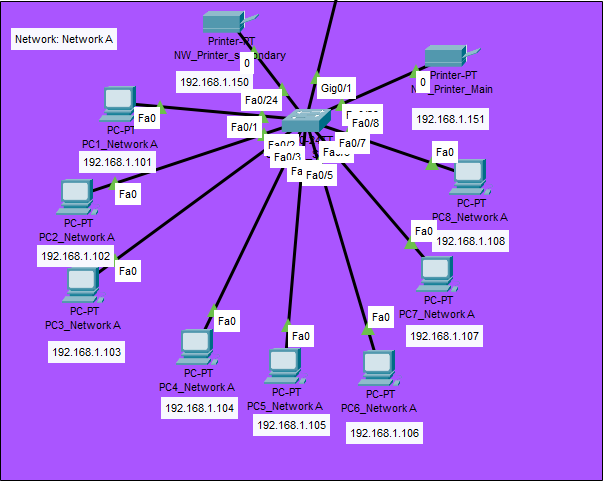 Network: Network A
Printer-PT
0
192.168.1.150
Fa0/24
Gig0/1
Printer-PT
0
192.168.1.151
PC-PT
PC1_Network A
Fa0
192.168.1.101
Fa0/1
Fa0/2
Fa0/3
Fa0/5
Fa0/7
Fa0/8
PC-PT
PC2_Network A
Fa0
192.168.1.102
PC-PT
PC3_Network A
Fa0
192.168.1.103
PC-PT
PC4_Network A
Fa0
192.168.1.104
PC-PT
PC5_Network A
Fa0
192.168.1.105
PC-PT
PC6_Network A
Fa0
192.168.1.106
PC-PT
PC7_Network A
Fa0
192.168.1.107
PC-PT
PC8_Network A
Fa0
192.168.1.108